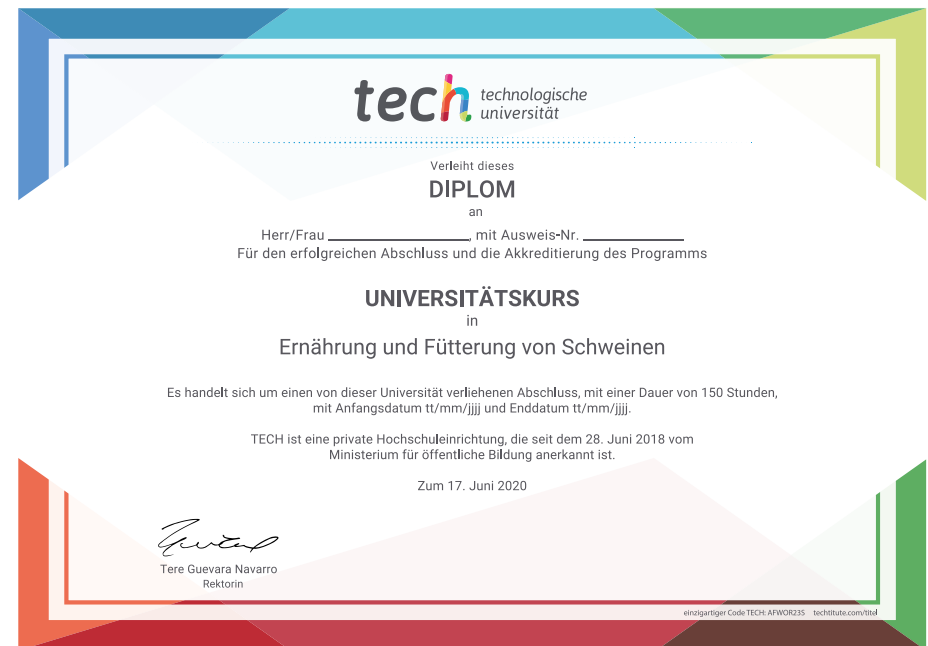 tech technologische
universität
Verleiht dieses
DIPLOM
an
Herr/Frau ____________________, mit Ausweis-Nr. ______________
Für den erfolgreichen Abschluss und die Akkreditierung des Programms
UNIVERSITÄTSKURS
in
Ernährung und Fütterung von Schweinen
Es handelt sich um einen von dieser Universität verliehenen Abschluss, mit einer Dauer von 150 Stunden,
mit Anfangsdatum tt/mm/jjjj und Enddatum tt/mm/jjjj.
TECH ist eine private Hochschuleinrichtung, die seit dem 28. Juni 2018 vom
Ministerium für öffentliche Bildung anerkannt ist.
Zum 17. Juni 2020
Tere Guevara Navarro
Rektorin
einzigartiger Code TECH: AFWOR23S techtitute.com/titel